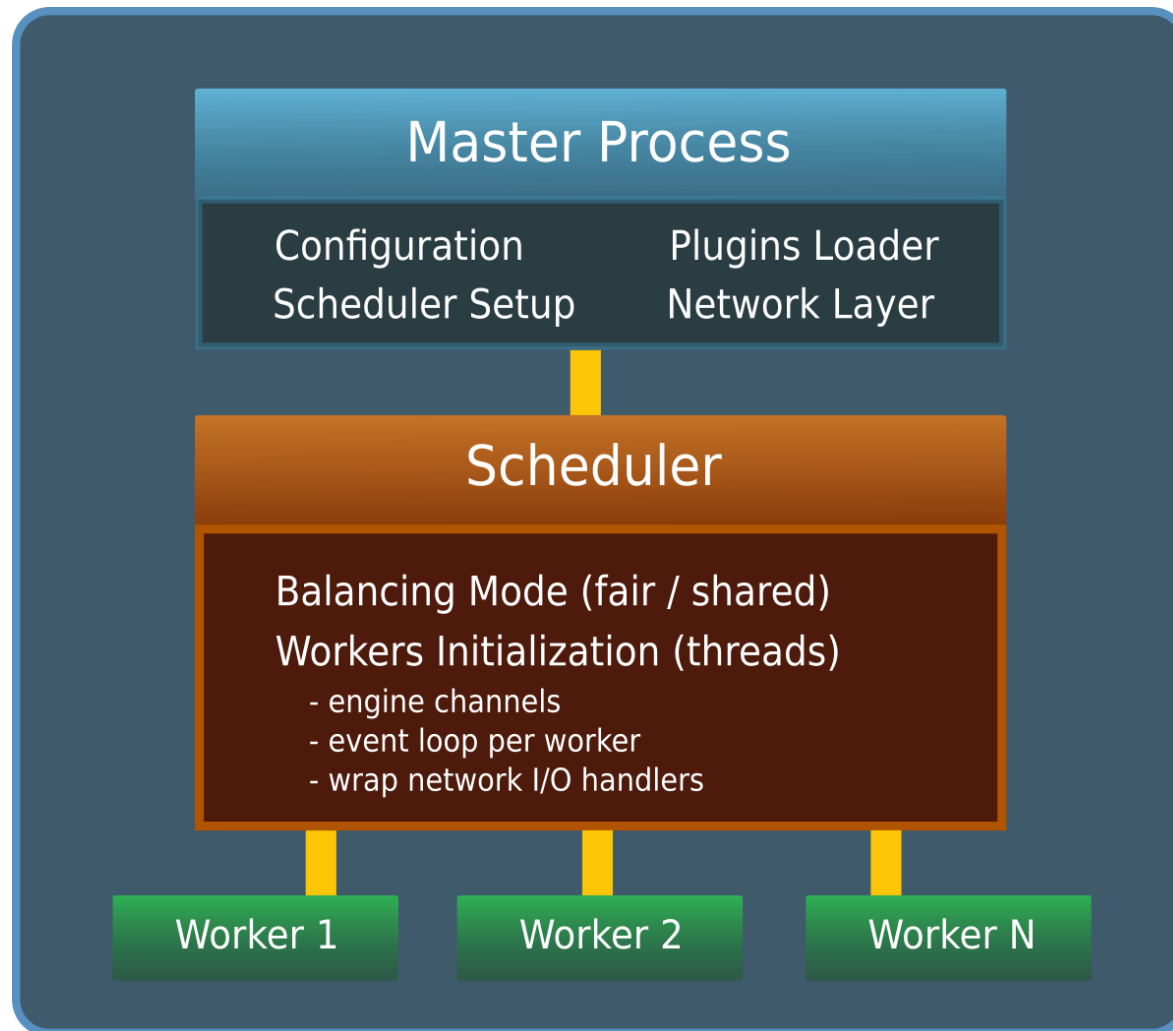 Master Process
Configuration Plugins Loader
Scheduler Setup Network Layer
Scheduler
Balancing Mode (fair / shared)
Workers Initialization (threads)
- engine channels
- event loop per worker
- wrap network I/O handlers
Worker 1 Worker 2 Worker N